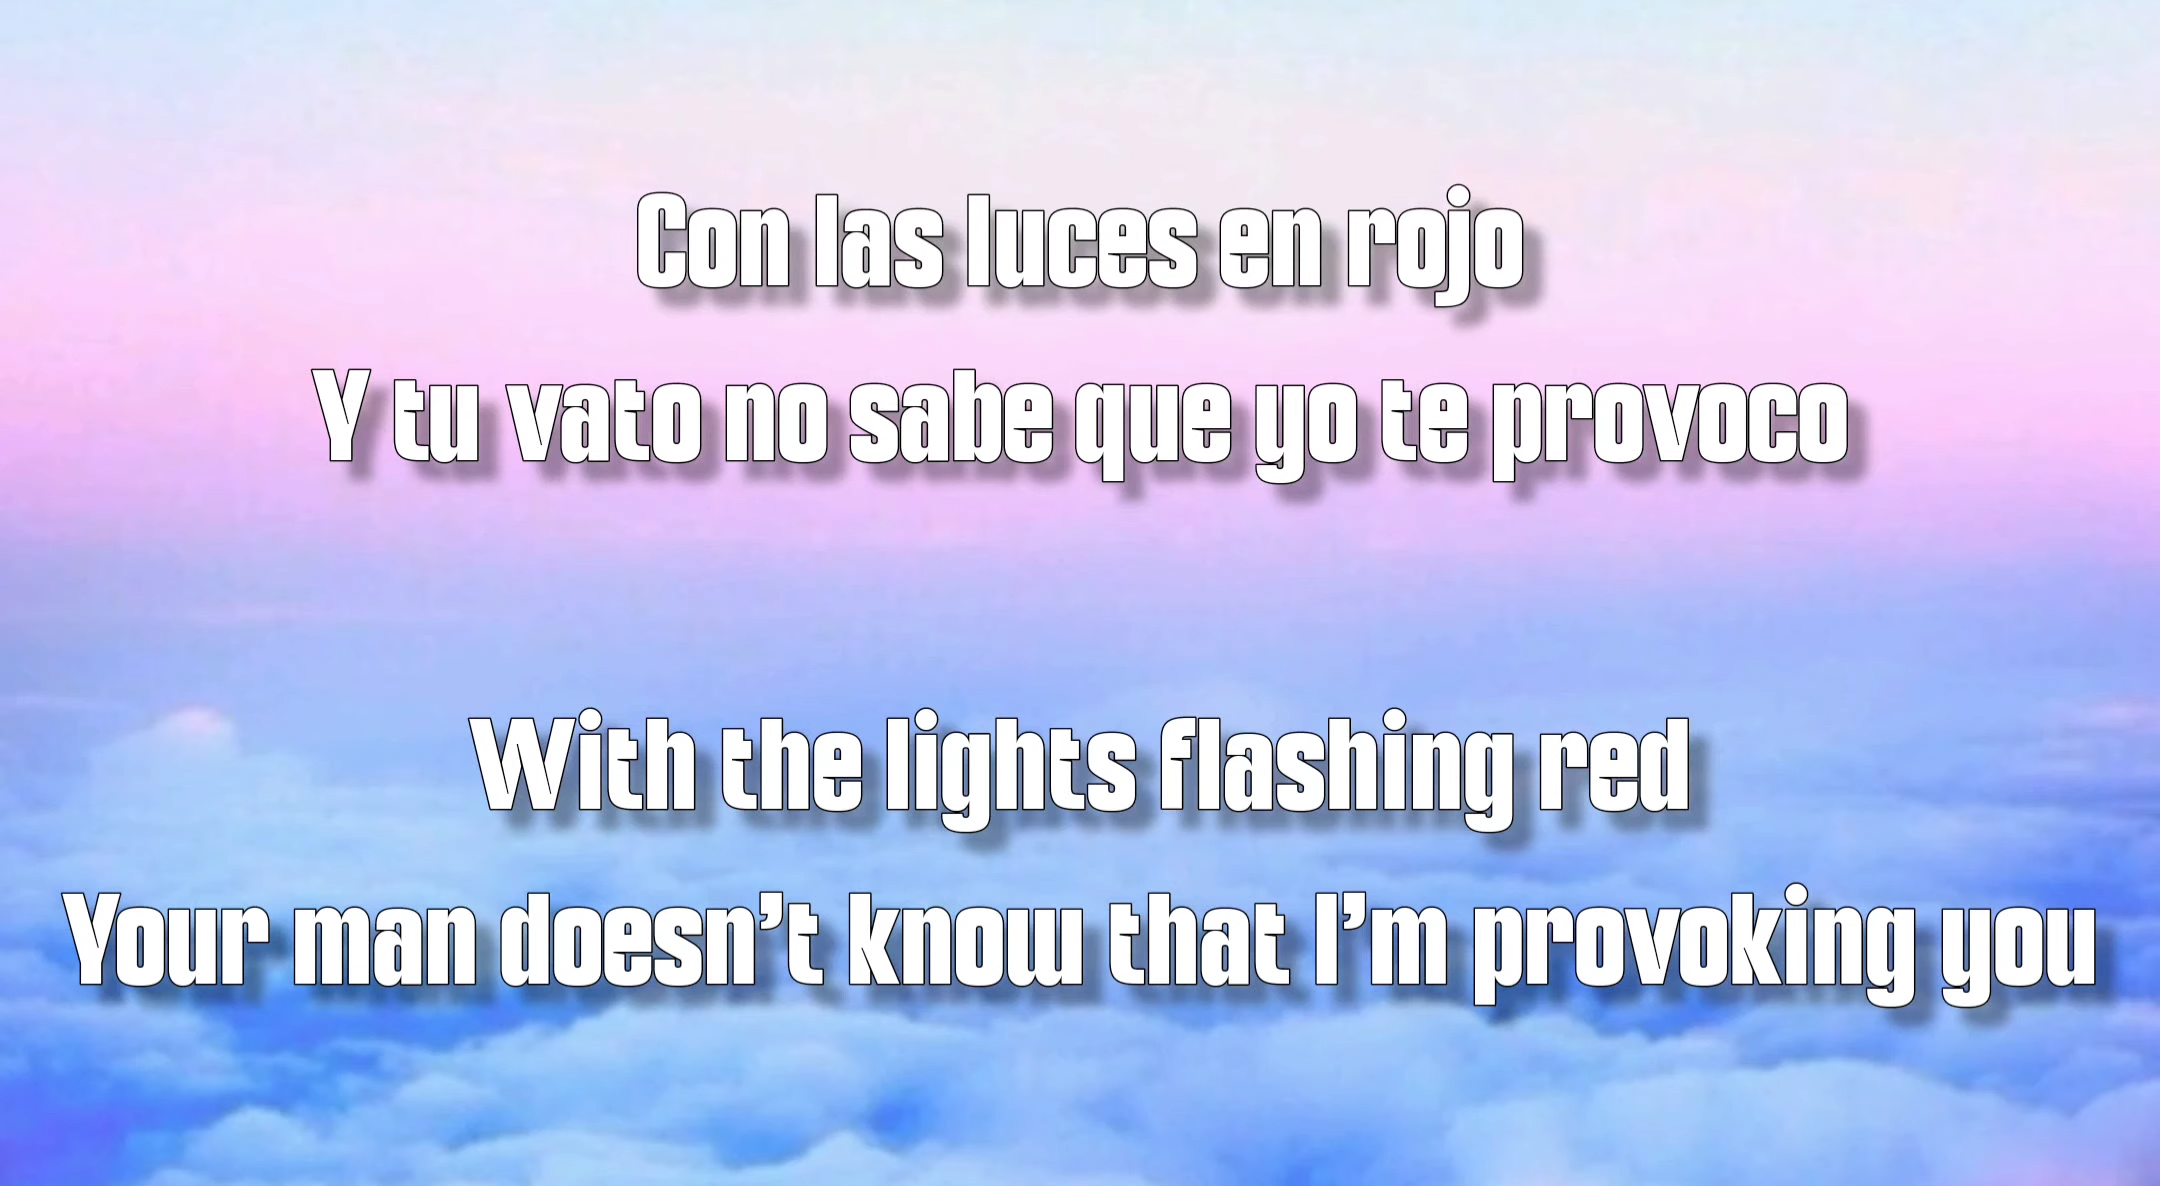 Con las luces en rojo
Y tu vato no sabe que yo te provoco
With the lights flashing red
Your man doesn't know that I'm provoking you